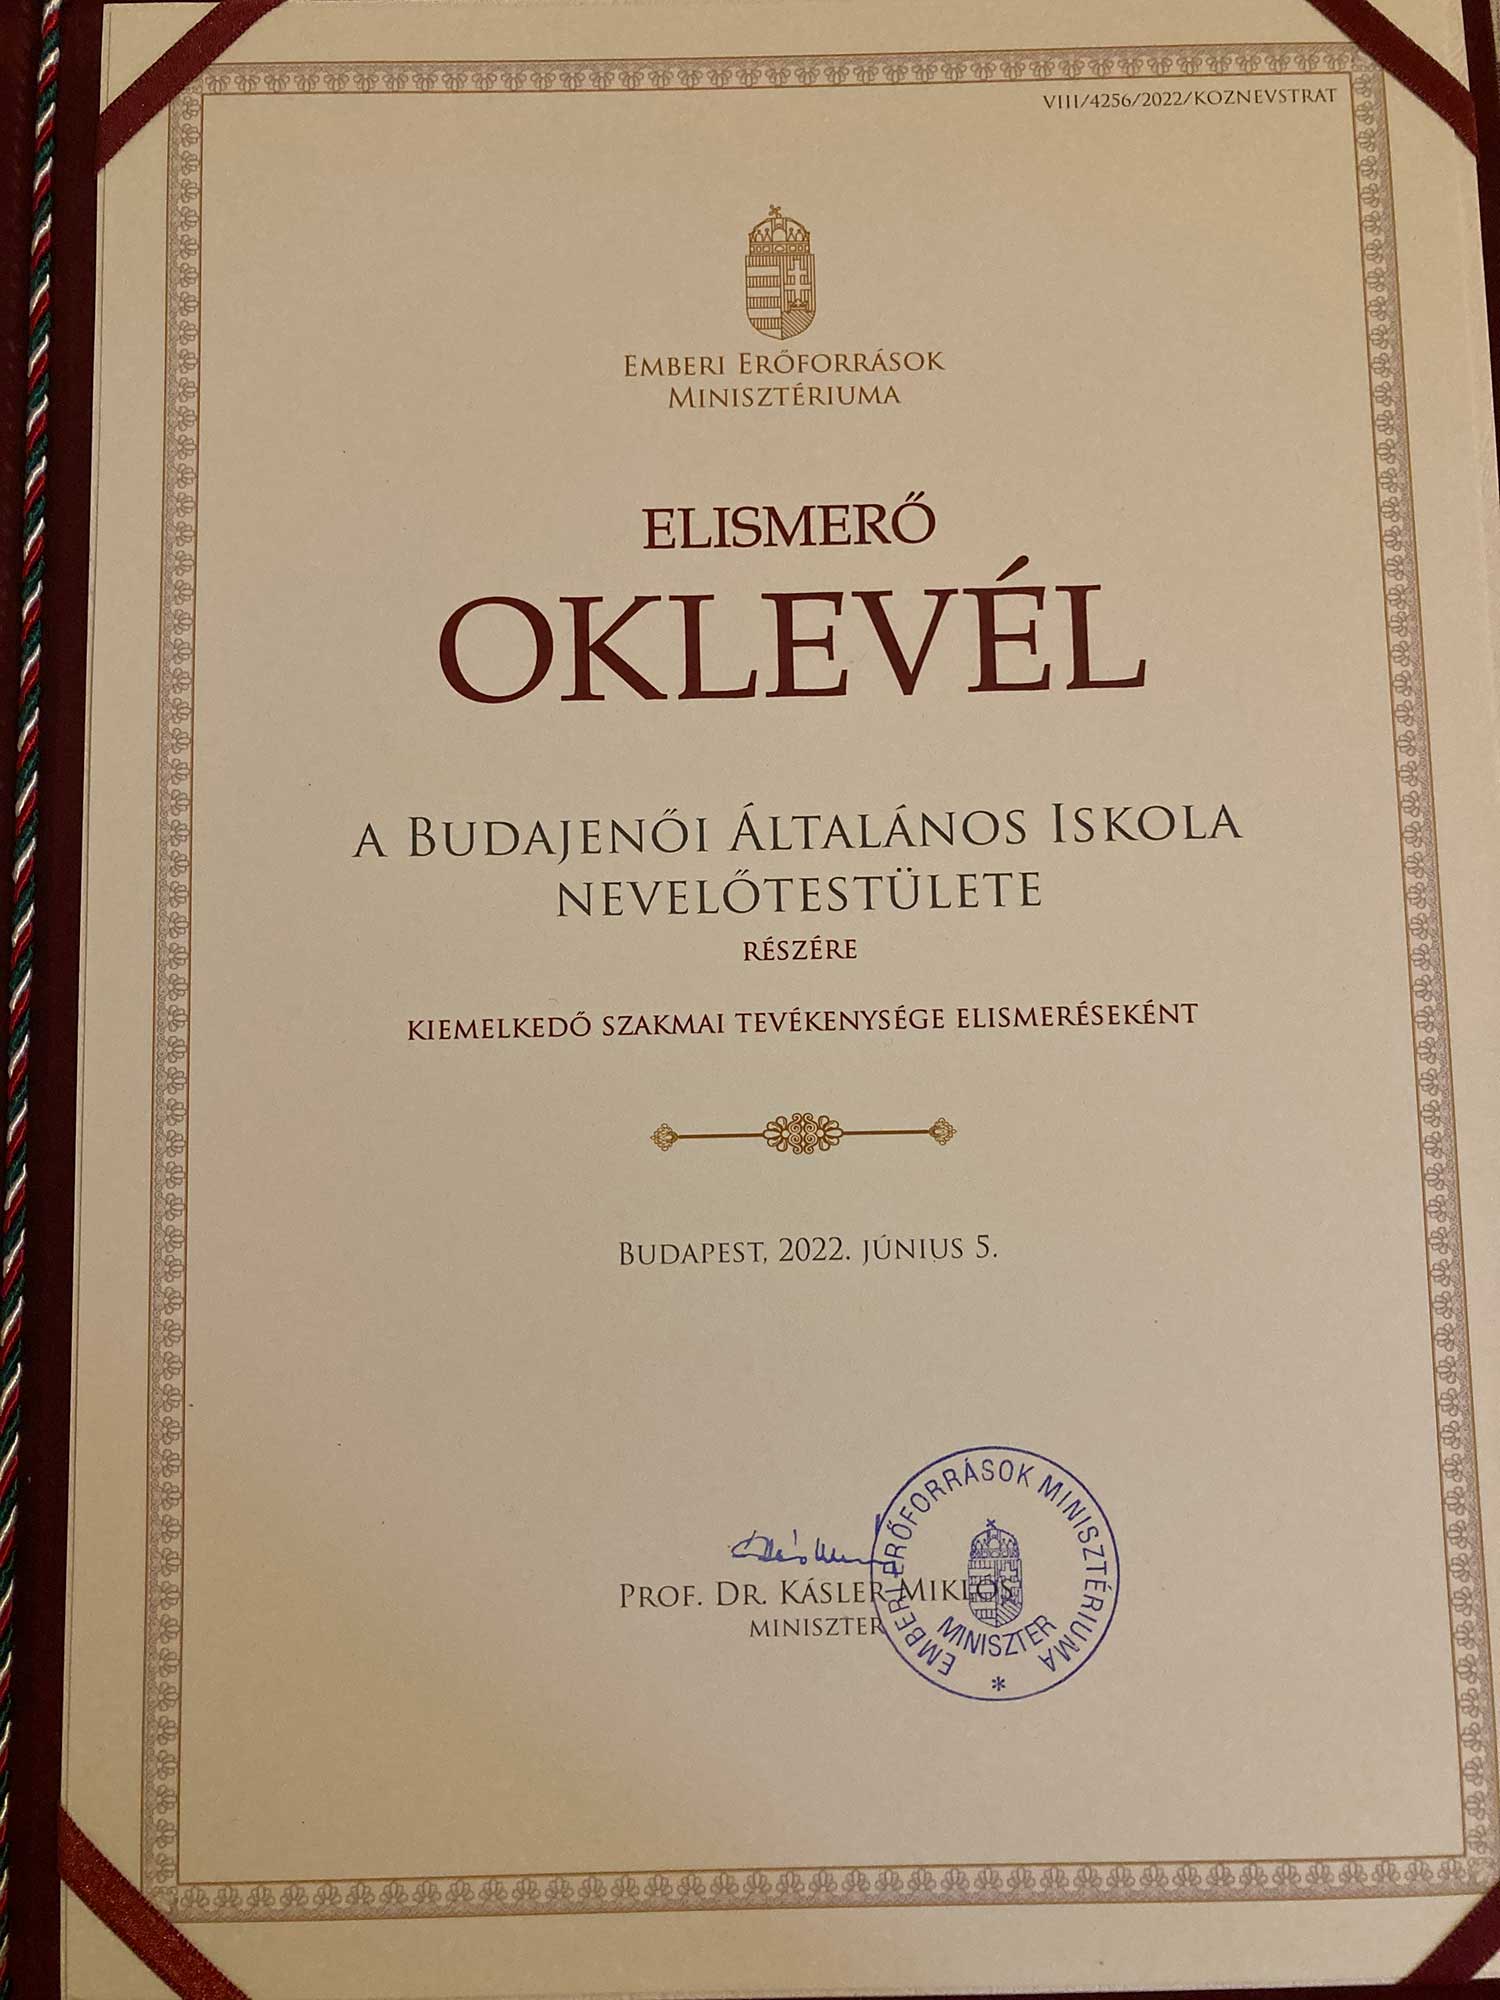 VIII/4256/2022/KOZNEVSTRAT
EMBERI ERŐFORRÁSOK
MINISZTÉRIUMA
ELISMERŐ
OKLEVÉL
A BUDAJENŐI ÁLTALÁNOS ISKOLA
NEVELŐTESTÜLETE
RÉSZÉRE
KIEMELKEDŐ SZAKMAI TEVÉKENYSÉGE ELISMERÉSEKÉNT
BUDAPEST, 2022. JÚNIUS 5.
PROF. DR. KÁSLER MIKLÓS
MINISZTER
EMBERI ERŐFORRÁSOK MINISZTÉRIUMA
MINISZTER
*